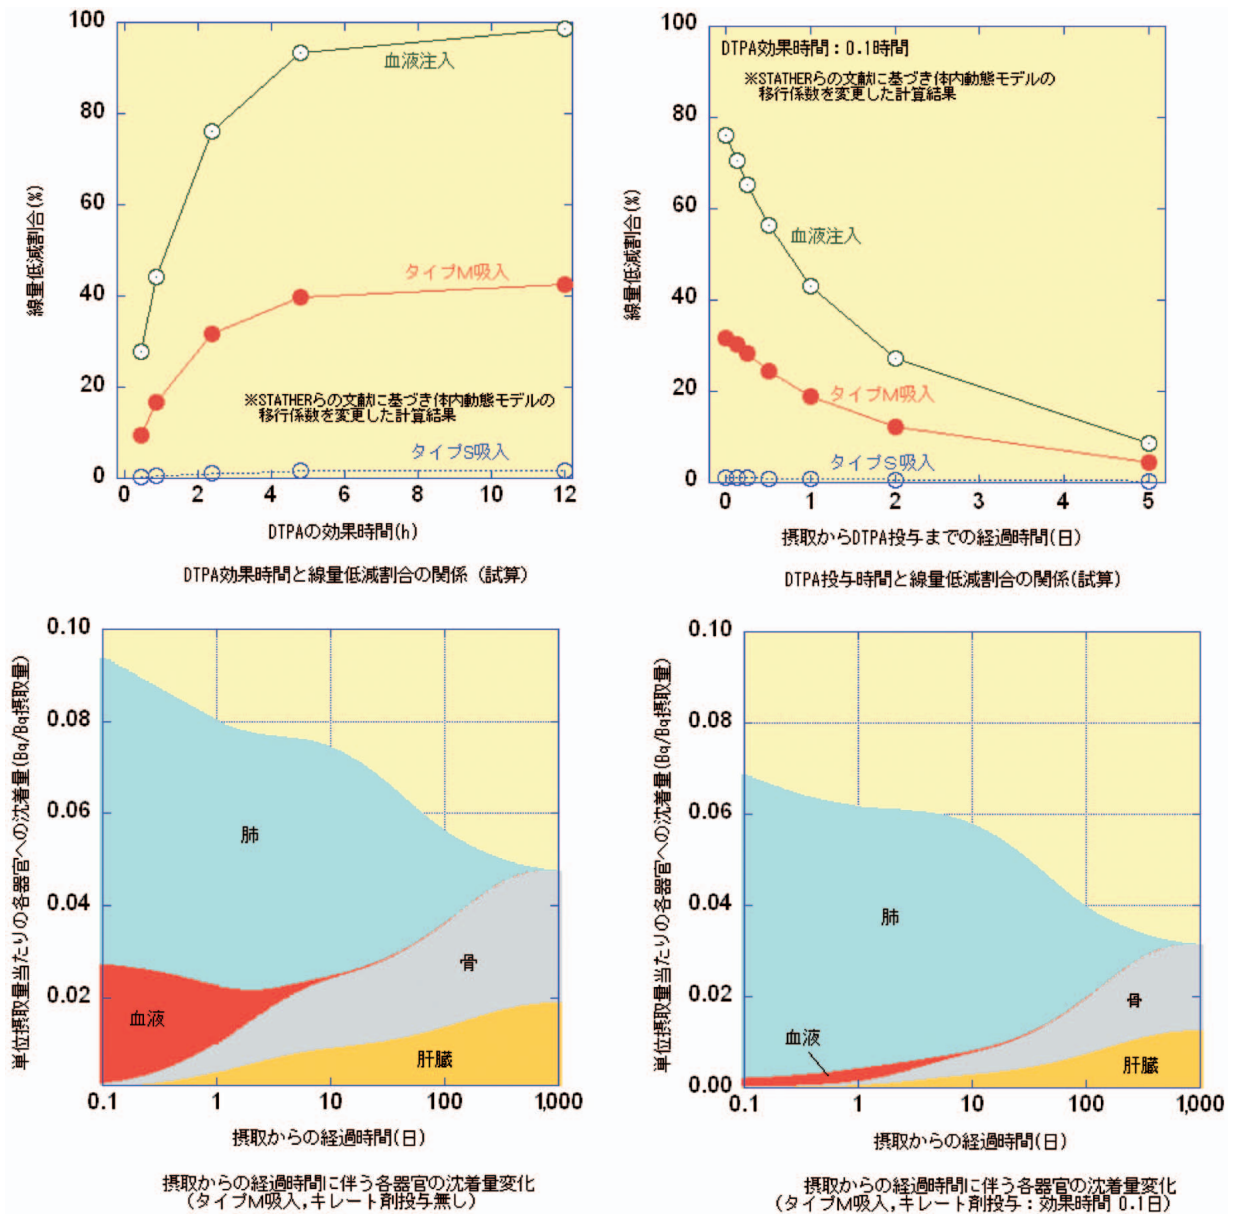 線量低減割合(%)
100
80
60
40
20
0
血液注入
タイプM吸入
※STATHERらの文献に基づき体内動態モデルの
移行係数を変更した計算結果
タイプS吸入
0 2 4 6 8 10 12
DTPAの効果時間(h)
DTPA効果時間と線量低減割合の関係 (試算)
線量低減割合(%)
100
80
60
40
20
0
DTPA効果時間:0.1時間
※STATHERらの文献に基づき体内動態モデルの
移行係数を変更した計算結果
血液注入
タイプM吸入
タイプS吸入
0 1 2 3 4 5
摂取からDTPA投与までの経過時間(日)
DTPA投与時間と線量低減割合の関係(試算)
単位摂取量当たりの各器官への沈着量(Bq/Bq摂取量)
0.10
0.08
0.06
0.04
0.02
肺
骨
血液
肝臓
0.1 1 10 100 1,000
摂取からの経過時間(日)
摂取からの経過時間に伴う各器官の沈着量変化
(タイプM吸入,キレート剤投与無し)
単位摂取量当たりの各器官への沈着量(Bq/Bq摂取量)
0.10
0.08
0.06
0.04
0.02
0.00
肺
骨
血液
肝臓
0.1 1 10 100 1,000
摂取からの経過時間(日)
摂取からの経過時間に伴う各器官の沈着量変化
(タイプM吸入,キレート剤投与:効果時間 0.1日)